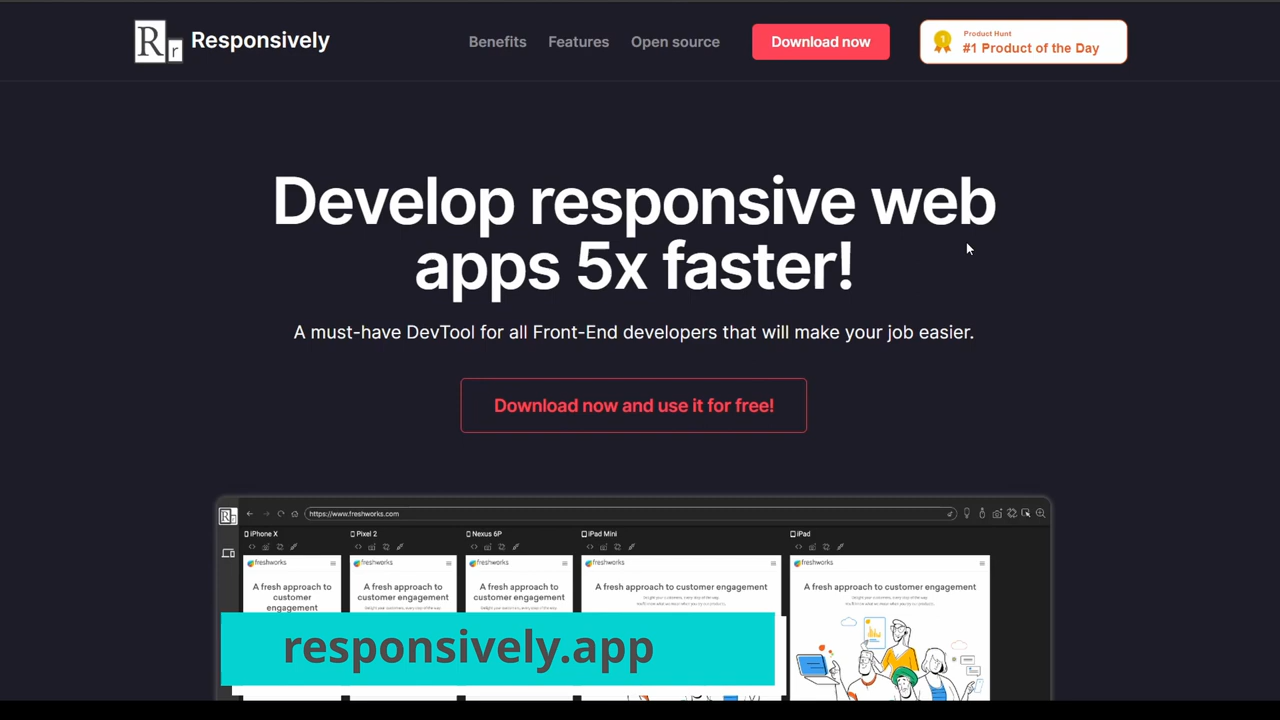 Rr Responsively
Benefits Features Open source
Download now
Product Hunt
#1 Product of the Day
Develop responsive web
apps 5x faster!
A must-have DevTool for all Front-End developers that will make your job easier.
Download now and use it for free!
https://www.freshworks.com
iPhone X Pixel 2 Nexus 6P iPad Mini iPad
freshworks freshworks freshworks freshworks freshworks
A fresh approach to
customer
engagement
A fresh approach to
customer engagement
A fresh approach to
customer engagement
A fresh approach to customer engagement
A fresh approach to customer engagement
responsively.app